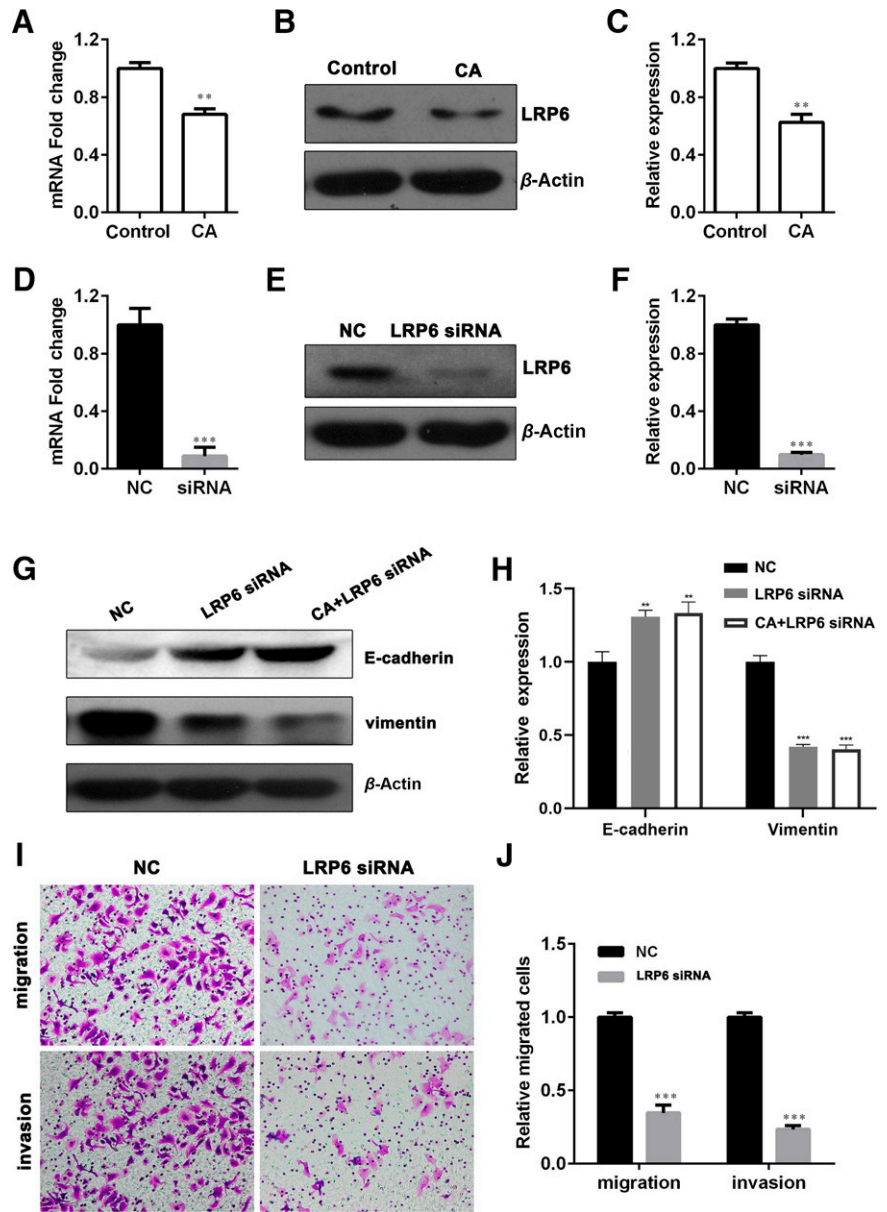 A
mRNA Fold change
1.2
0.8
0.4
0.0
**
Control CA
B
Control CA
LRP6
β-Actin
C
Relative expression
1.2
0.8
0.4
0.0
**
Control CA
D
mRNA Fold change
1.2
0.8
0.4
0.0
***
NC siRNA
E
NC LRP6 siRNA
LRP6
β-Actin
F
Relative expression
1.2
0.8
0.4
0.0
***
NC siRNA
G
NC LRP6 siRNA CA+LRP6 siRNA
E-cadherin
vimentin
β-Actin
H
NC
LRP6 siRNA
CA+LRP6 siRNA
Relative expression
1.5
1.0
0.5
0.0
** **
*** ***
E-cadherin Vimentin
I
NC LRP6 siRNA
migration
invasion
J
NC
LRP6 siRNA
Relative migrated cells
1.5
1.0
0.5
0.0
***
***
migration invasion